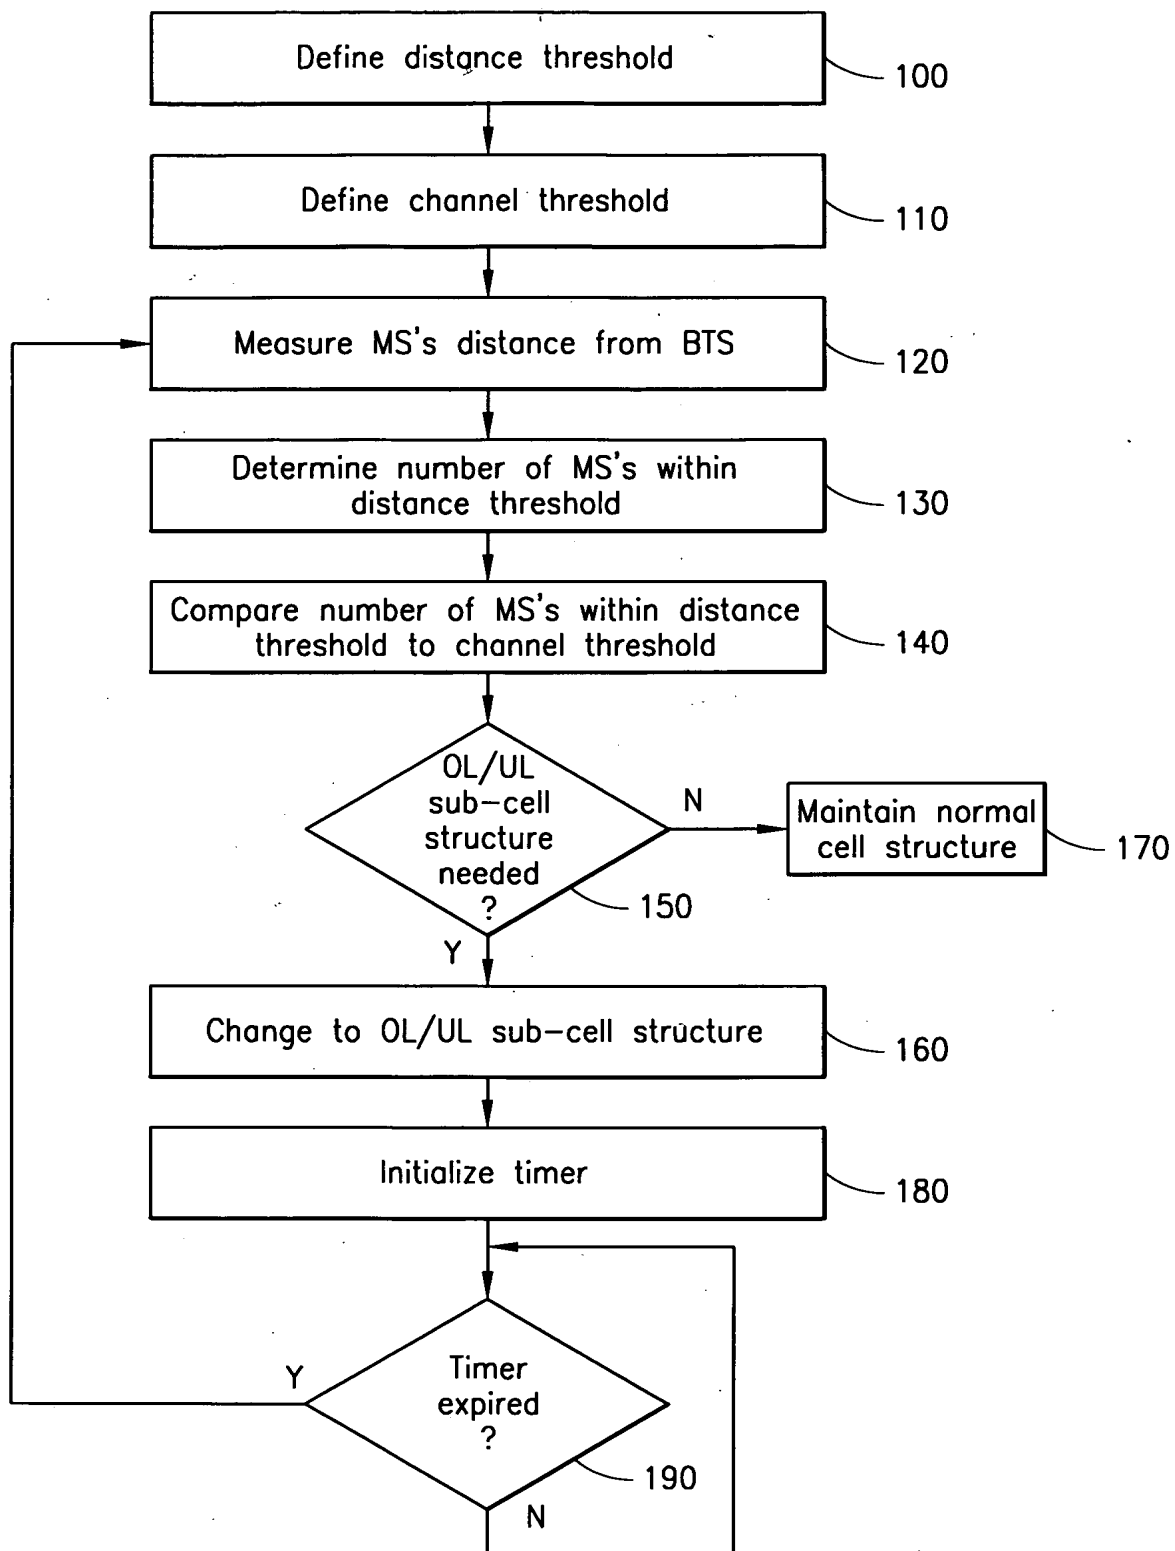 Define distance threshold
100
Define channel threshold
110
Measure MS's distance from BTS
120
Determine number of MS's within
distance threshold
130
Compare number of MS's within distance
threshold to channel threshold
140
OL/UL
sub-cell
structure
needed
?
150
N
Maintain normal
cell structure
170
Y
Change to OL/UL sub-cell structure
160
Initialize timer
180
Timer
expired
?
190
Y
N